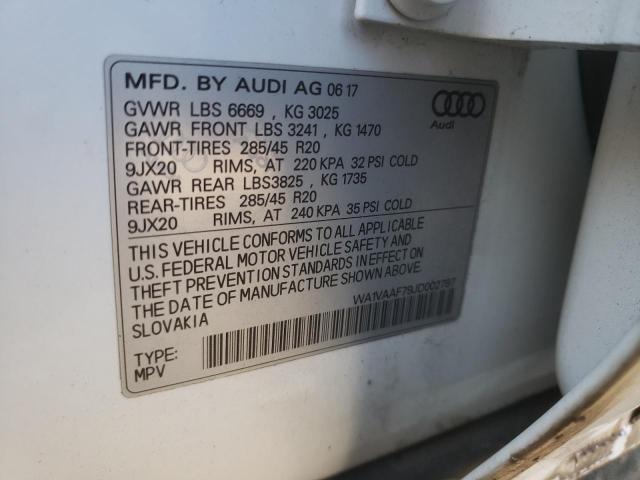 MFD. BY AUDI AG 06 17
GVWR LBS 6669 , KG 3025
GAWR FRONT LBS 3241 , KG 1470
FRONT-TIRES 285/45 R20
9JX20 RIMS, AT 220 KPA 32 PSI COLD
GAWR REAR LBS3825 , KG 1735
REAR-TIRES 285/45 R20
9JX20 RIMS, AT 240 KPA 35 PSI COLD
Audi
THIS VEHICLE CONFORMS TO ALL APPLICABLE
U.S. FEDERAL MOTOR VEHICLE SAFETY AND
THEFT PREVENTION STANDARDS IN EFFECT ON
THE DATE OF MANUFACTURE SHOWN ABOVE.
SLOVAKIA
WA1VAAF79JD002797
TYPE:
MPV